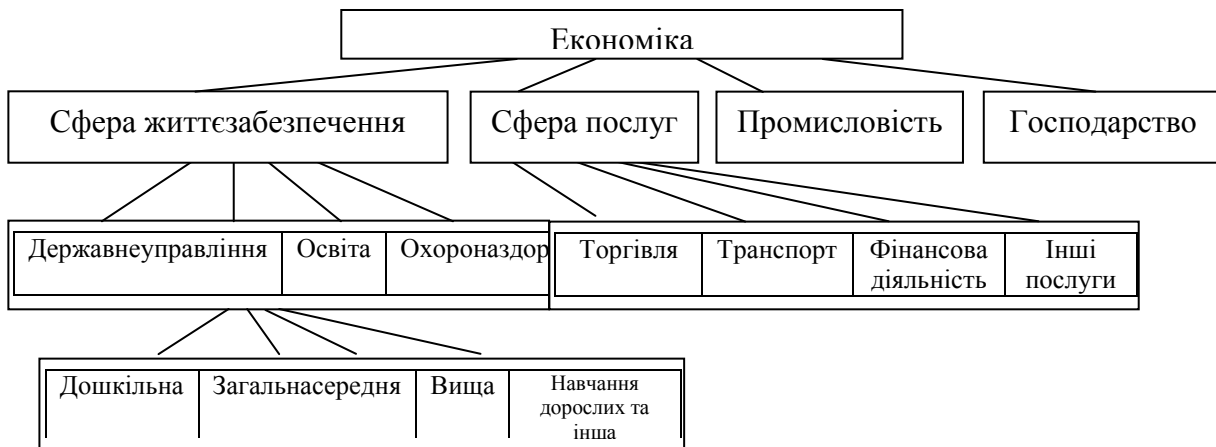 Економіка
Сфера життєзабезпечення
Сфера послуг
Промисловість
Господарство
Державнеуправління
Освіта
Охороназдор
Торгівля
Транспорт
Фінансова
діяльність
Інші
послуги
Дошкільна
Загальнасередня
Вища
Навчання
дорослих та
інша